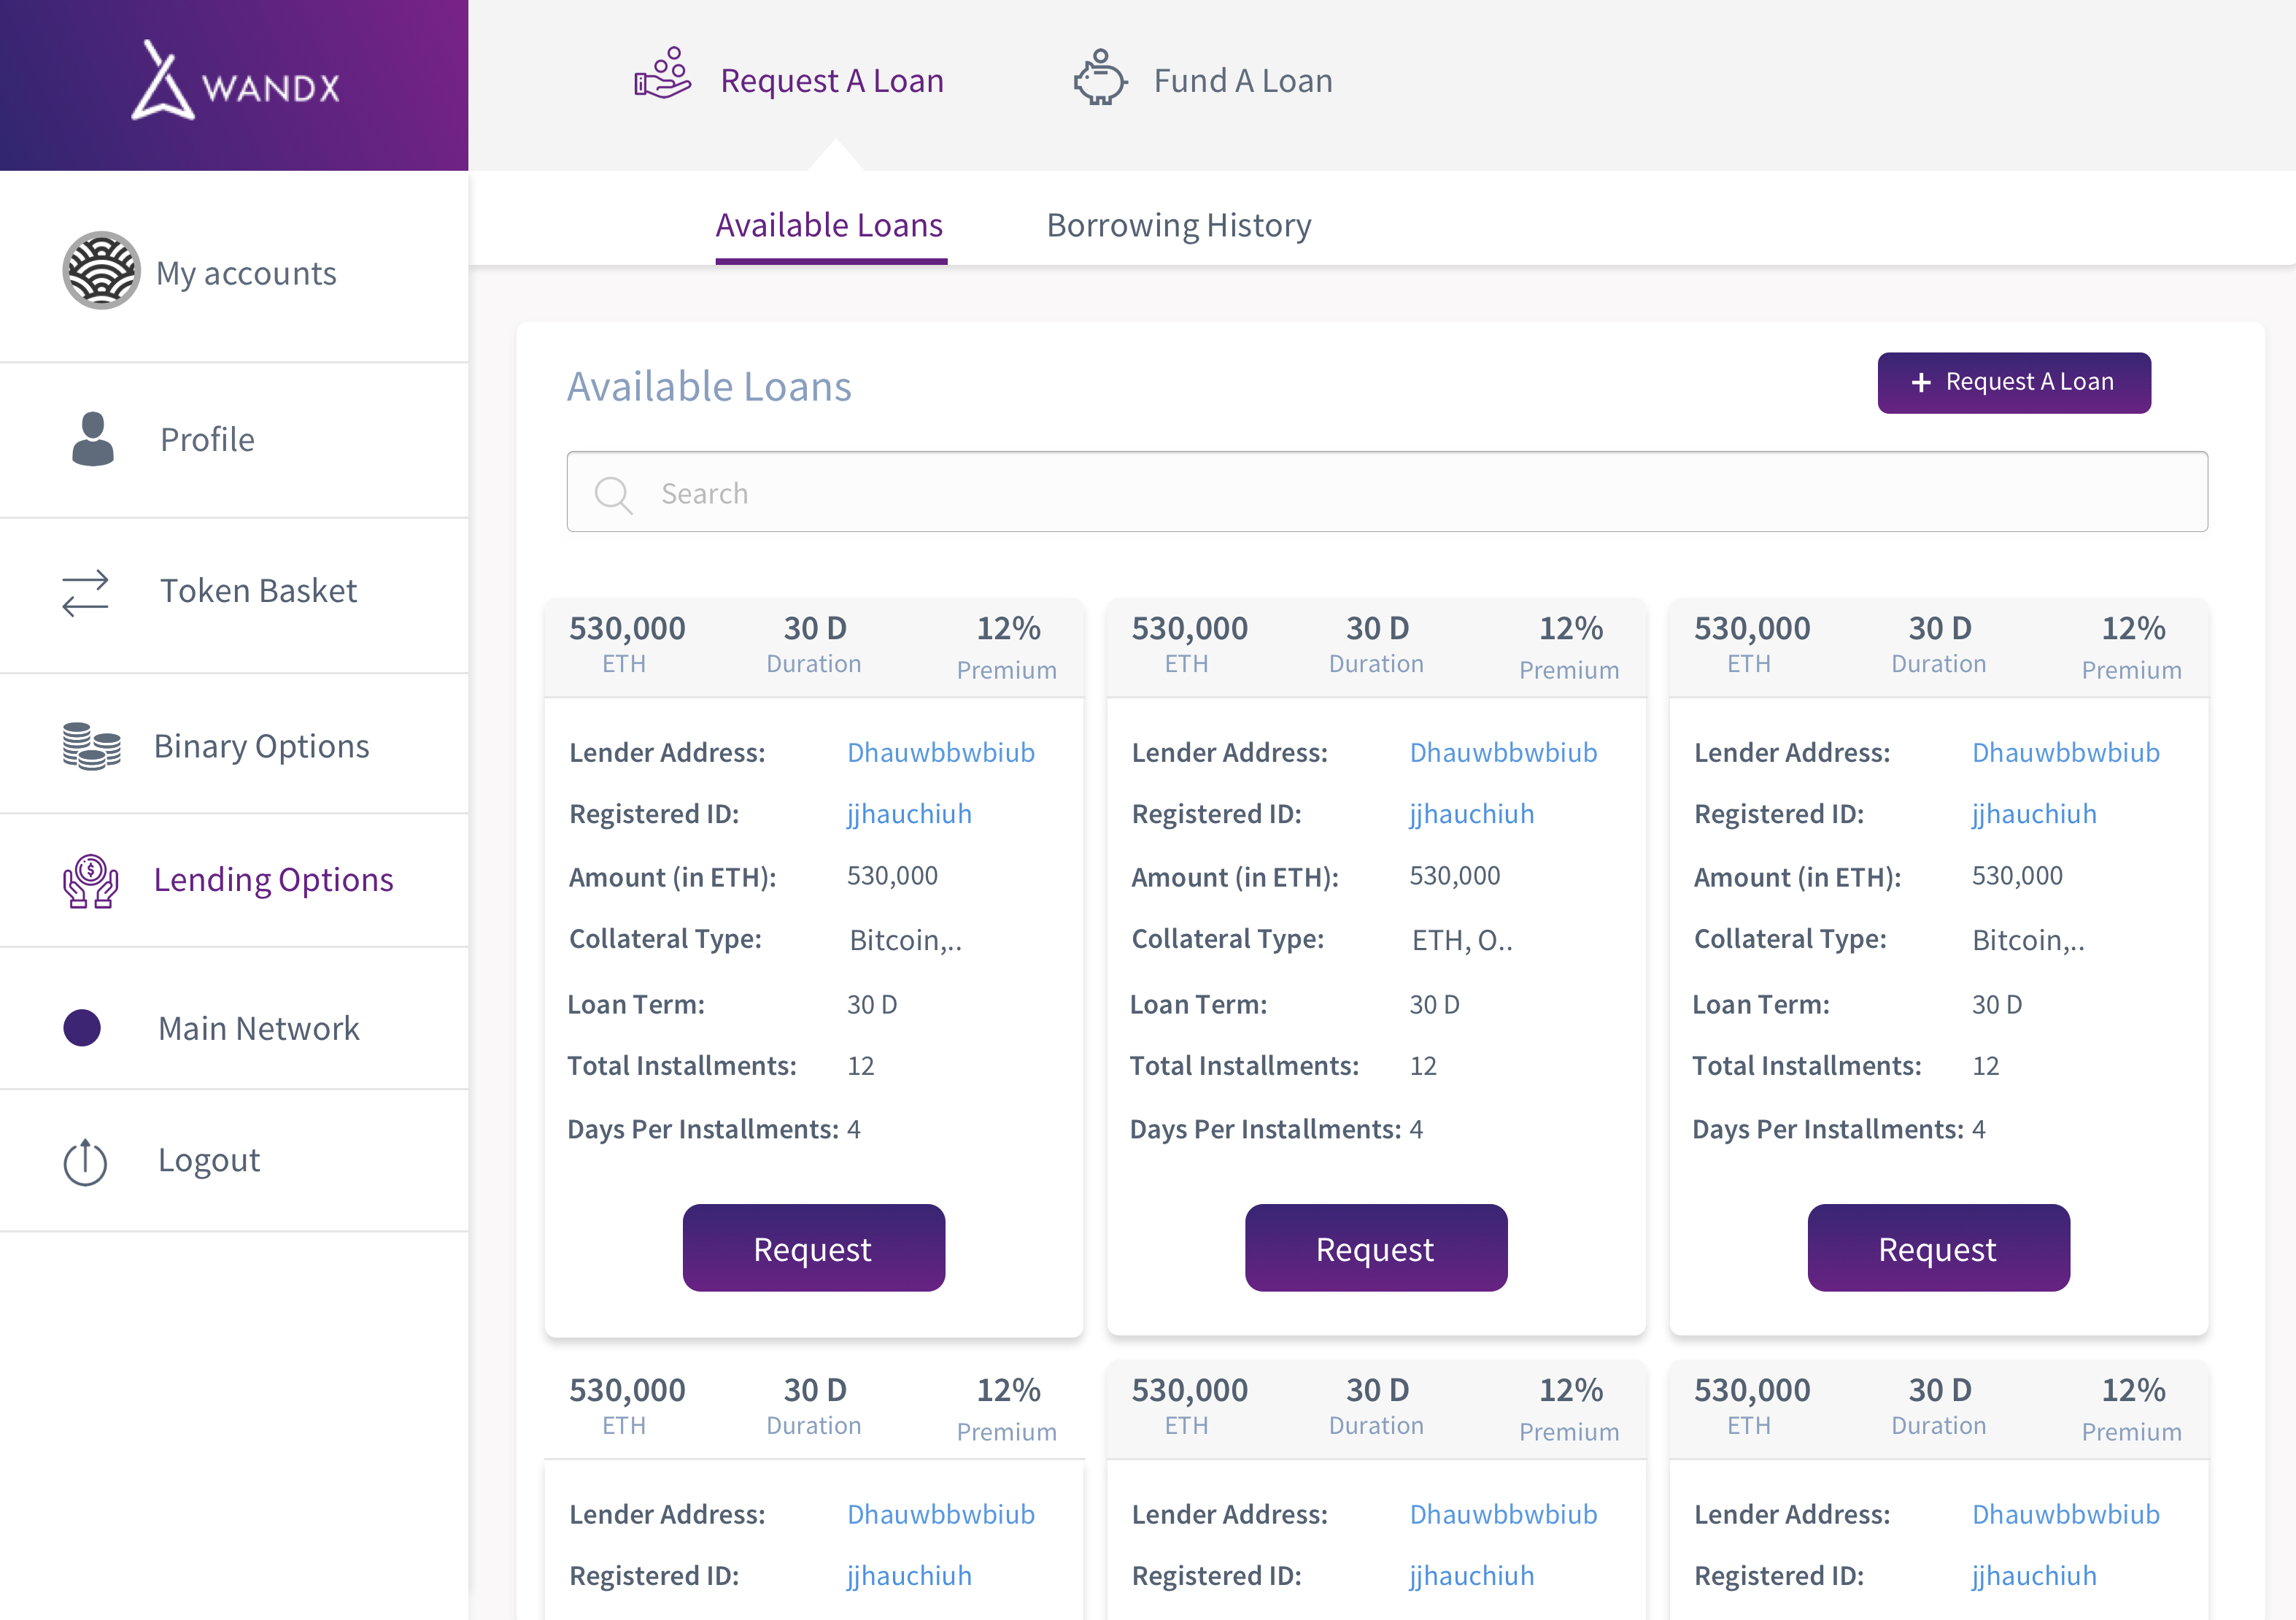 WANDX
Request A Loan Fund A Loan
Available Loans Borrowing History
My accounts
Profile
Token Basket
Binary Options
Lending Options
$
Main Network
Logout
Available Loans
+ Request A Loan
Search
530,000 30 D 12%
ETH Duration Premium
Lender Address: Dhauwbbwbiub
Registered ID: jjhauchiuh
Amount (in ETH): 530,000
Collateral Type: Bitcoin,..
Loan Term: 30 D
Total Installments: 12
Days Per Installments: 4
Request
530,000 30 D 12%
ETH Duration Premium
Lender Address: Dhauwbbwbiub
Registered ID: jjhauchiuh
Amount (in ETH): 530,000
Collateral Type: ETH, O..
Loan Term: 30 D
Total Installments: 12
Days Per Installments: 4
Request
530,000 30 D 12%
ETH Duration Premium
Lender Address: Dhauwbbwbiub
Registered ID: jjhauchiuh
Amount (in ETH): 530,000
Collateral Type: Bitcoin,..
Loan Term: 30 D
Total Installments: 12
Days Per Installments: 4
Request
530,000 30 D 12%
ETH Duration Premium
Lender Address: Dhauwbbwbiub
Registered ID: jjhauchiuh
530,000 30 D 12%
ETH Duration Premium
Lender Address: Dhauwbbwbiub
Registered ID: jjhauchiuh
530,000 30 D 12%
ETH Duration Premium
Lender Address: Dhauwbbwbiub
Registered ID: jjhauchiuh